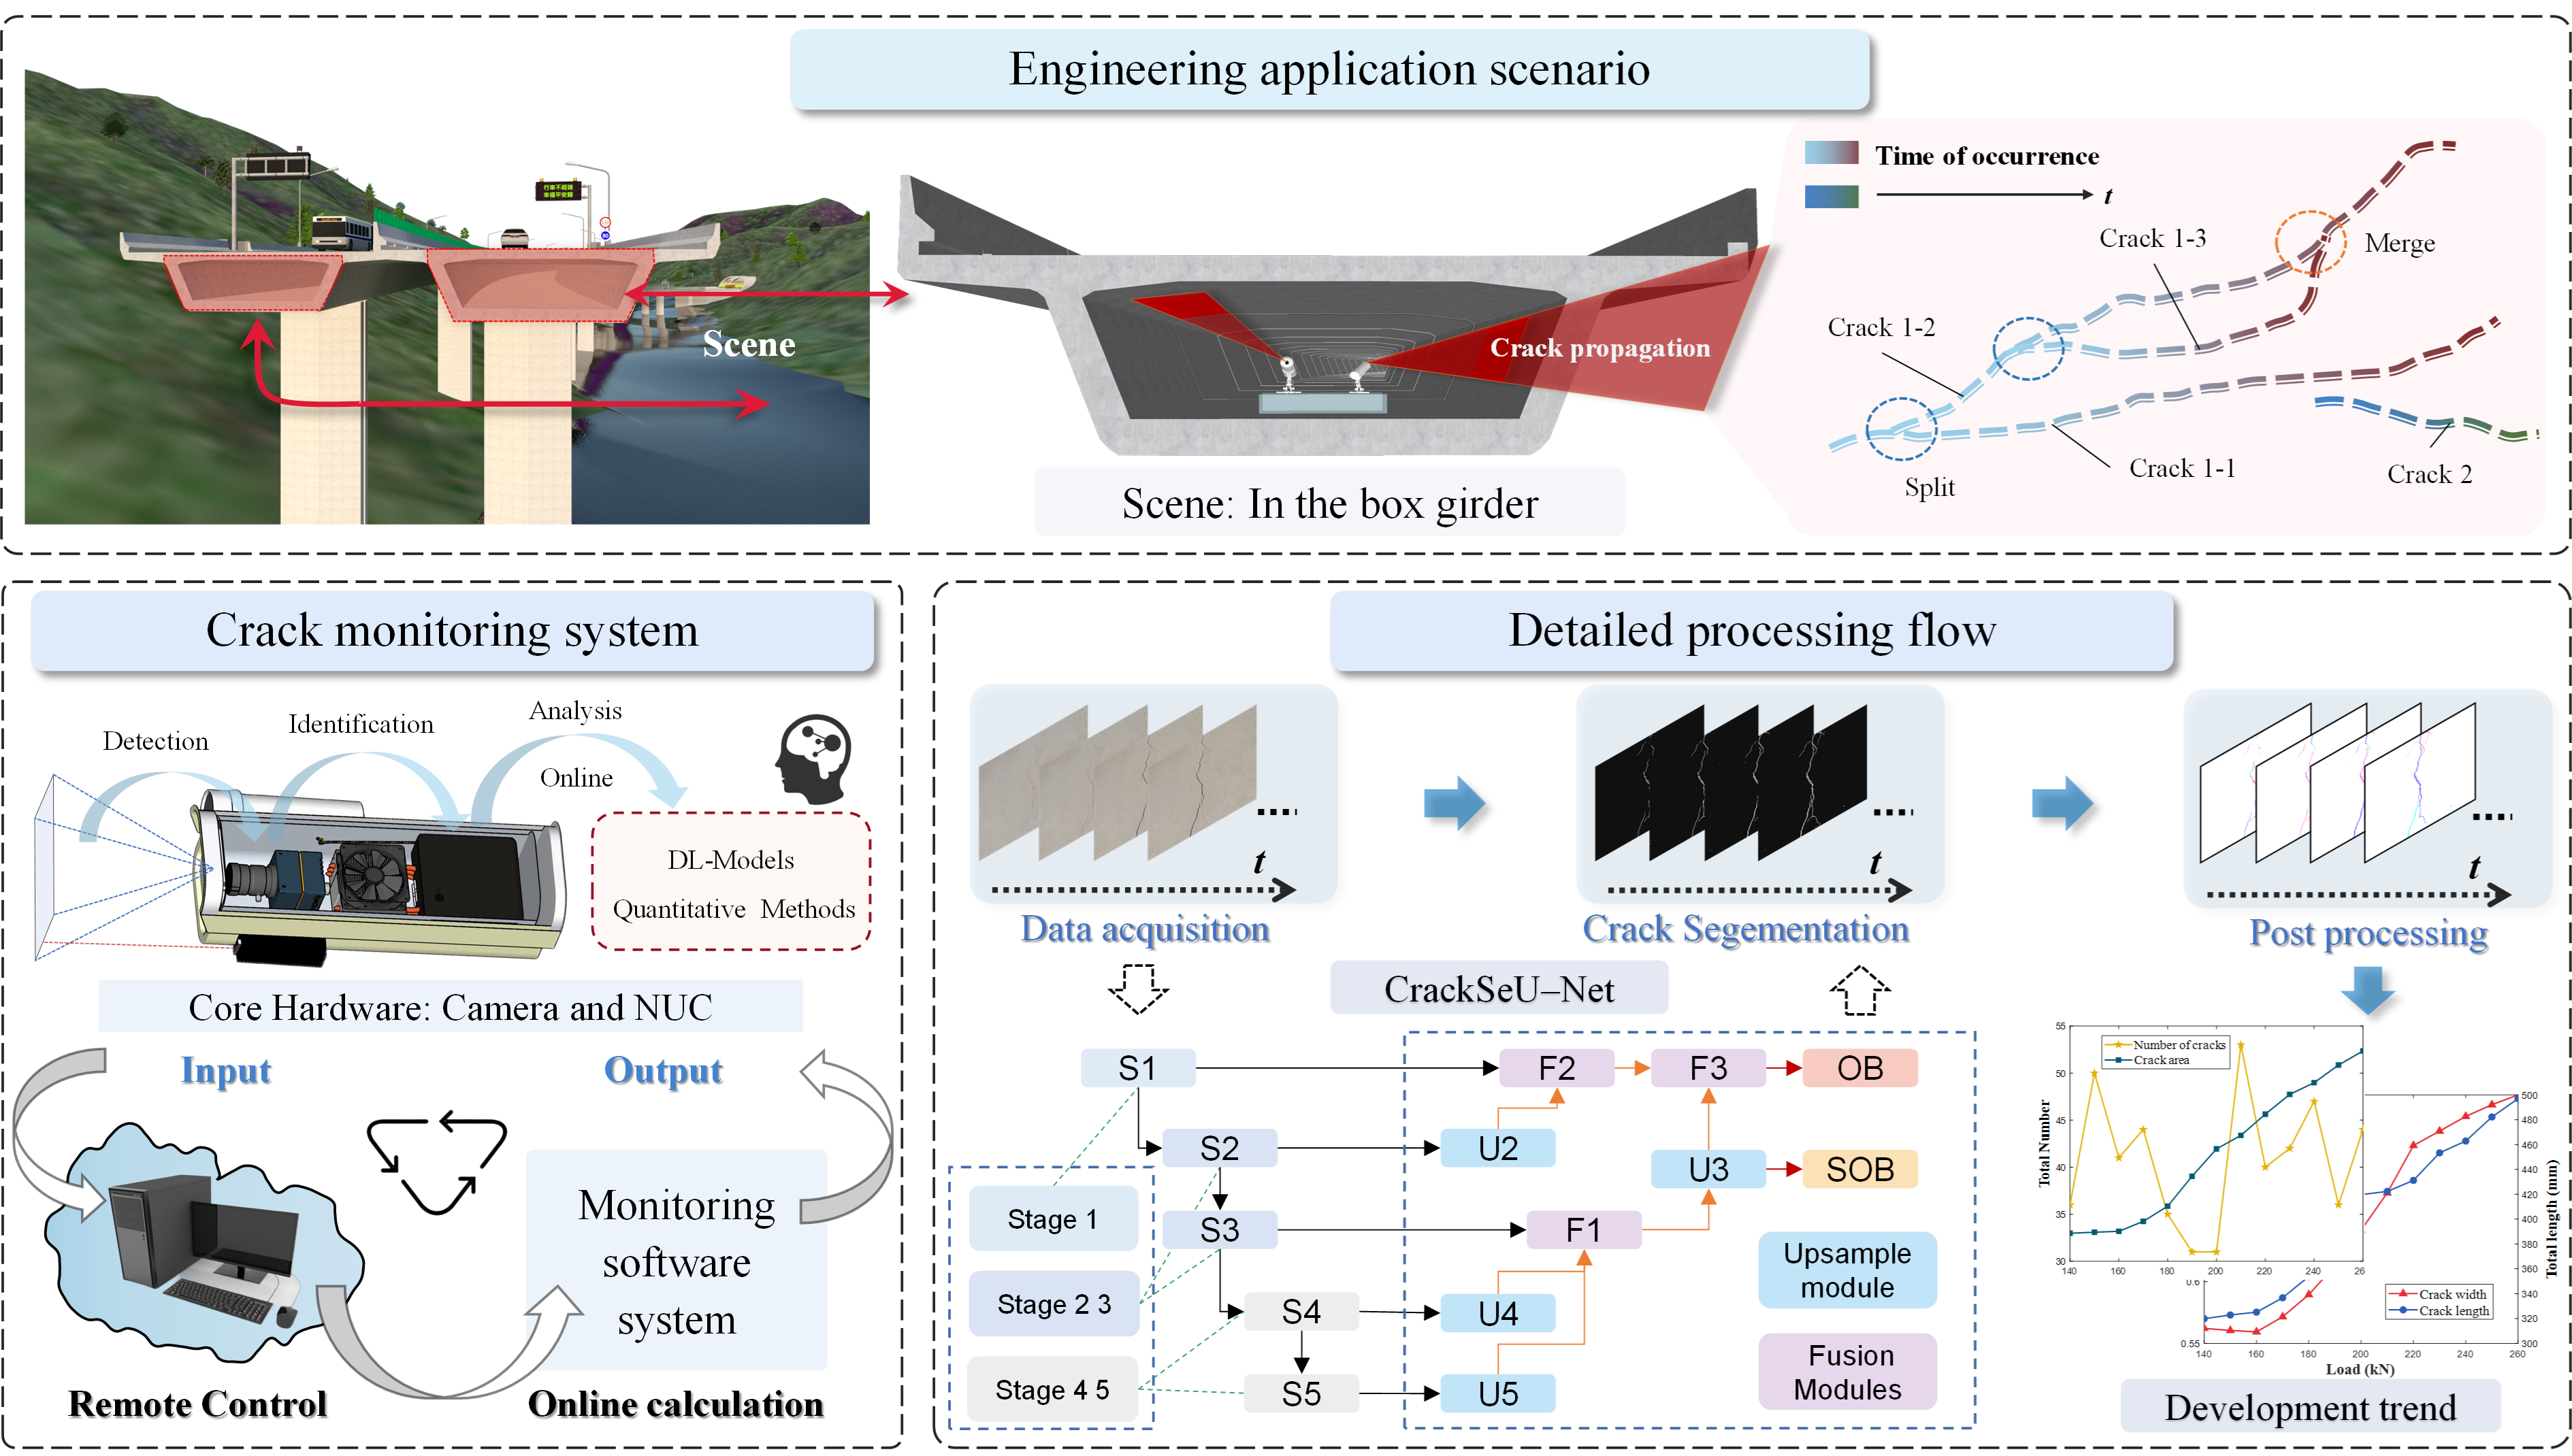 Engineering application scenario
Scene
Scene: In the box girder
Crack propagation
Time of occurrence
t
Crack 1-3
Merge
Crack 1-2
Crack 1-1
Crack 2
Split
Crack monitoring system
Detection
Identification
Analysis
Online
DL-Models
Quantitative Methods
Core Hardware: Camera and NUC
Input
Output
Monitoring
software
system
Remote Control
Online calculation
Detailed processing flow
t
Data acquisition
t
Crack Segementation
t
Post processing
CrackSeU–Net
S1
F2
F3
OB
S2
U2
U3
SOB
Stage 1
S3
F1
Upsample
module
Stage 2 3
S4
U4
Fusion
Modules
Stage 4 5
S5
U5
Number of cracks
Crack area
Total Number
55
50
45
40
35
30
140 160 180 200 220 240 26
0.6
0.55
Crack width
Crack length
Total length (mm)
500
480
460
440
420
400
380
360
340
320
300
140 160 180 200 220 240 260
Load (kN)
Development trend